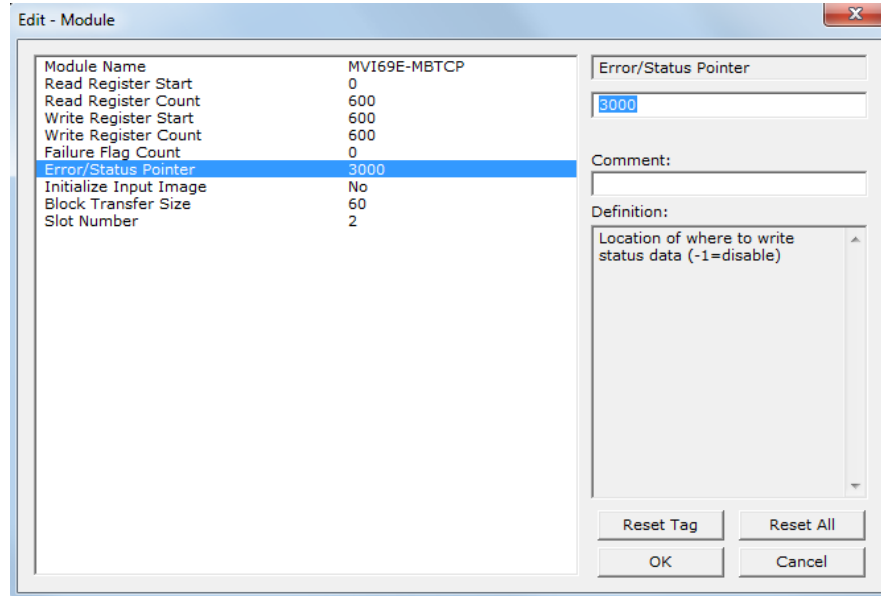 Edit - Module
Module Name MVI69E-MBTCP
Read Register Start 0
Read Register Count 600
Write Register Start 600
Write Register Count 600
Failure Flag Count 0
Error/Status Pointer 3000
Initialize Input Image No
Block Transfer Size 60
Slot Number 2
Error/Status Pointer
3000
Comment:
Definition:
Location of where to write
status data (-1=disable)
Reset Tag Reset All
OK Cancel